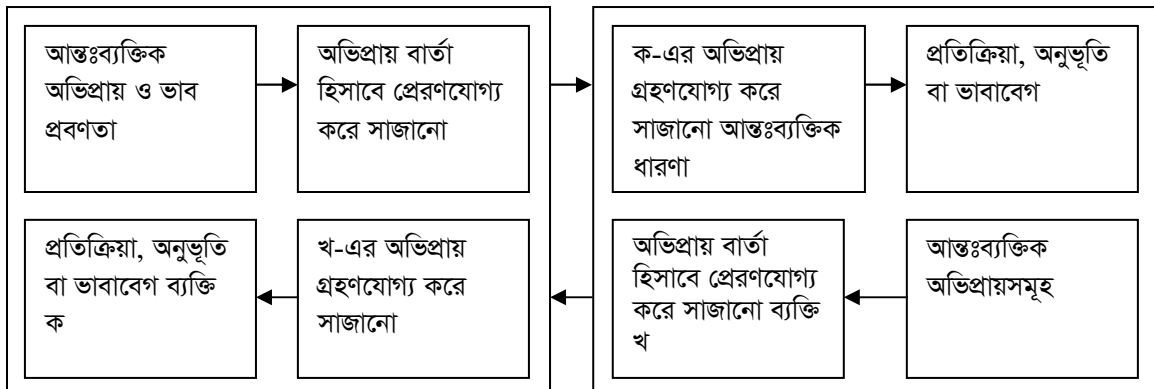 আন্তঃব্যক্তিক
অভিপ্রায় ও ভাব
প্রবণতা
অভিপ্রায় বার্তা
হিসাবে প্রেরণযোগ্য
করে সাজানো
ক-এর অভিপ্রায়
গ্রহণযোগ্য করে
সাজানো আন্তঃব্যক্তিক
ধারণা
প্রতিক্রিয়া, অনুভূতি
বা ভাবাবেগ
প্রতিক্রিয়া, অনুভূতি
বা ভাবাবেগ ব্যক্তি
ক
খ-এর অভিপ্রায়
গ্রহণযোগ্য করে
সাজানো
অভিপ্রায় বার্তা
হিসাবে প্রেরণযোগ্য
করে সাজানো ব্যক্তি
খ
আন্তঃব্যক্তিক
অভিপ্রায়সমূহ